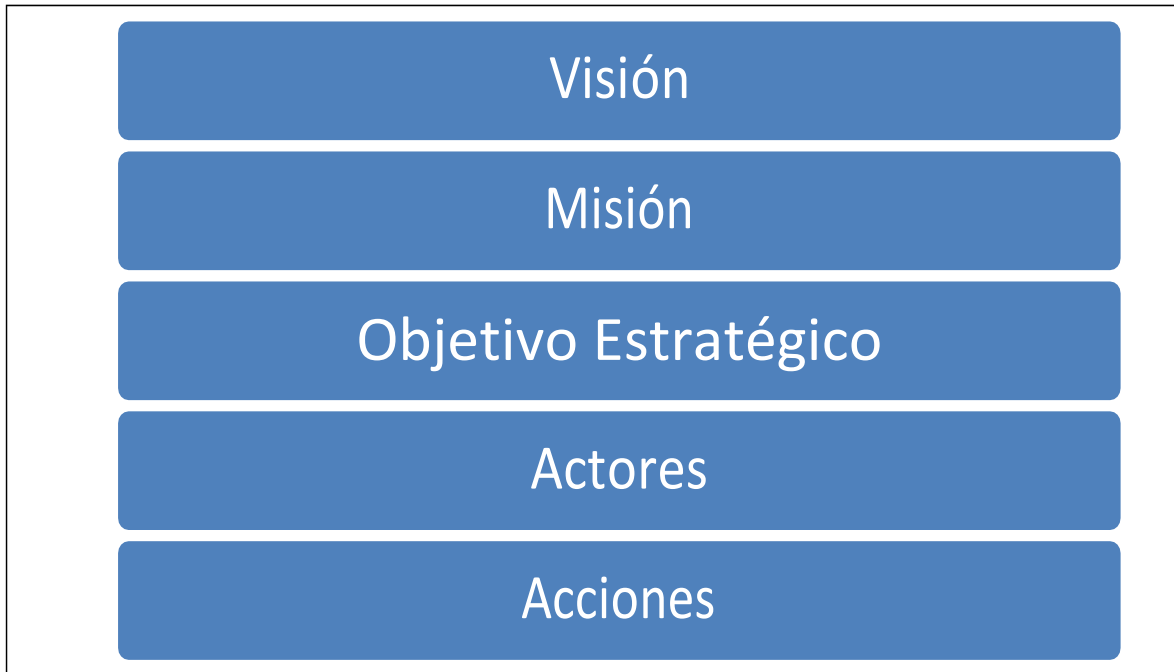 Visión
Misión
Objetivo Estratégico
Actores
Acciones